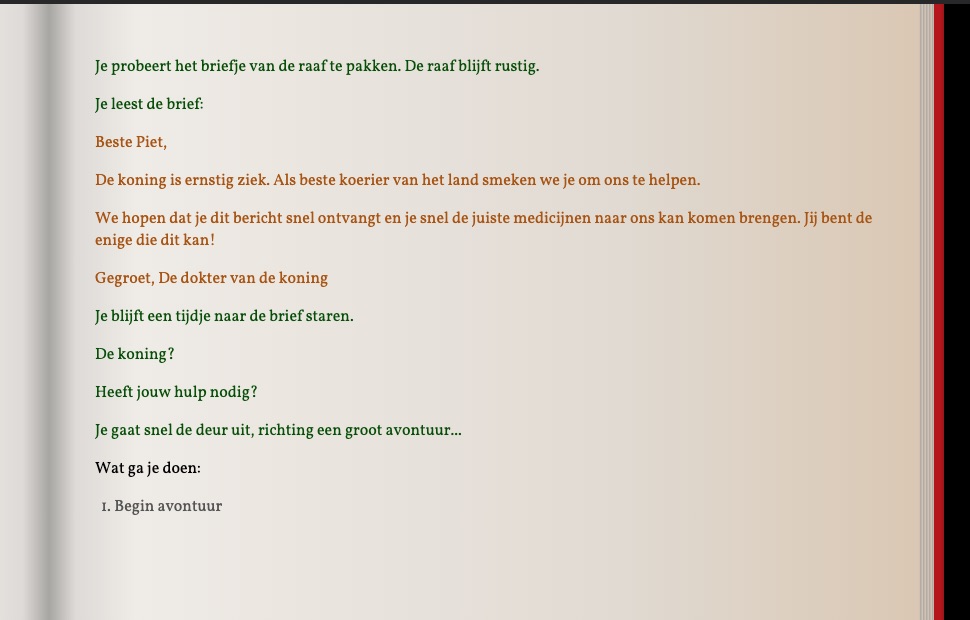 Je probeert het briefje van de raaf te pakken. De raaf blijft rustig.
Je leest de brief:
Beste Piet,
De koning is ernstig ziek. Als beste koerier van het land smeken we je om ons te helpen.
We hopen dat je dit bericht snel ontvangt en je snel de juiste medicijnen naar ons kan komen brengen. Jij bent de
enige die dit kan!
Gegroet, De dokter van de koning
Je blijft een tijdje naar de brief staren.
De koning?
Heeft jouw hulp nodig?
Je gaat snel de deur uit, richting een groot avontuur...
Wat ga je doen:
1. Begin avontuur